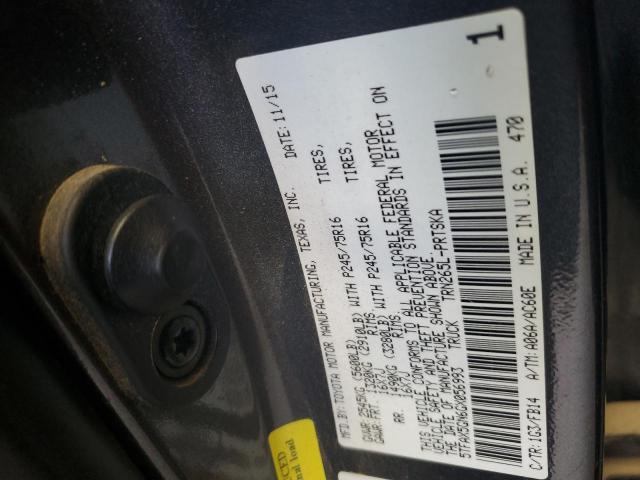 MFD.BY:TOYOTA MOTOR MANUFACTURING, TEXAS, INC. DATE: 11/15
GVWR:2545KG (5600LB)
GAWR:FRT. 1320KG (2910LB) WITH P245/75R16 TIRES,
16X7J RIMS,
RR. 1490KG (3280LB) WITH P245/75R16 TIRES,
16X7J RIMS
THIS VEHICLE CONFORMS TO ALL APPLICABLE FEDERAL MOTOR
VEHICLE SAFETY AND THEFT PREVENTION STANDARDS IN EFFECT ON
THE DATE OF MANUFACTURE SHOWN ABOVE.
TRUCK TRN265L-PRTSKA
C/TR:1G3/FB14 A/TM:A06A/AC60E MADE IN U.S.A. 470
1
nal load